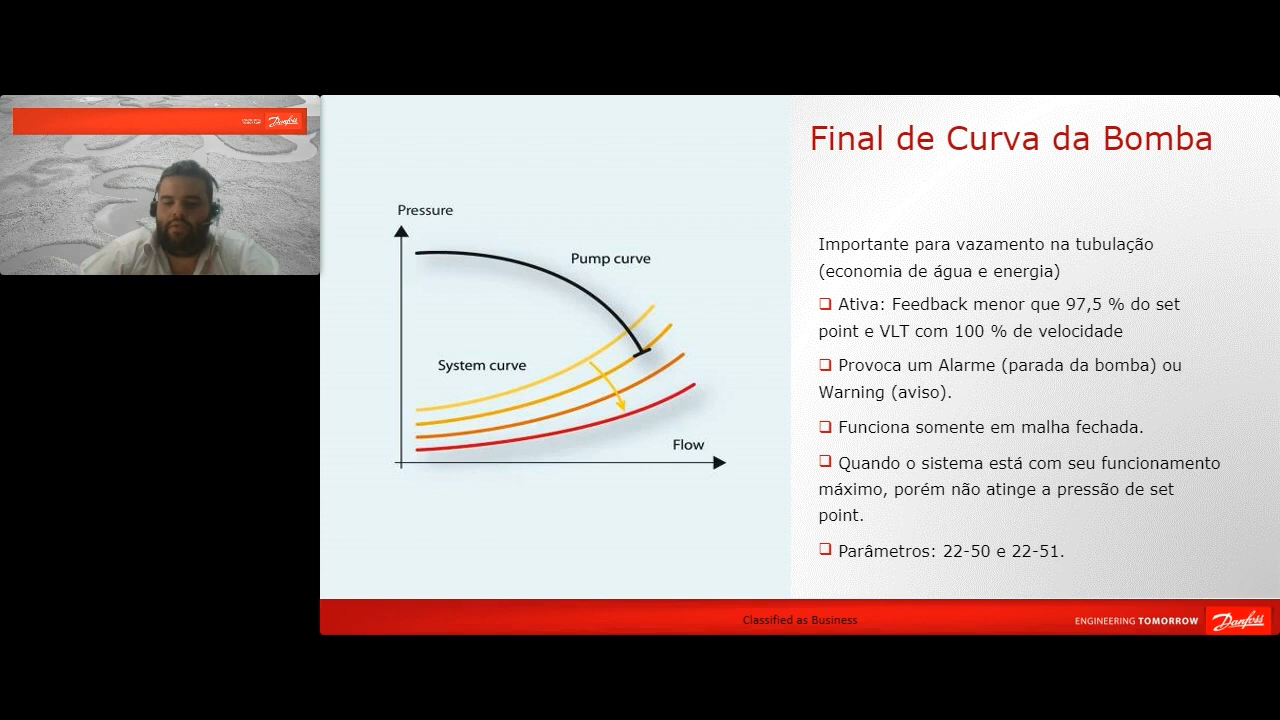 Danfoss
Final de Curva da Bomba
Pressure
Pump curve
System curve
Flow
Importante para vazamento na tubulação
(economia de água e energia)
Ativa: Feedback menor que 97,5 % do set
point e VLT com 100 % de velocidade
Provoca um Alarme (parada da bomba) ou
Warning (aviso).
Funciona somente em malha fechada.
Quando o sistema está com seu funcionamento
máximo, porém não atinge a pressão de set
point.
Parâmetros: 22-50 e 22-51.
Classified as Business
ENGINEERING TOMORROW
Danfoss